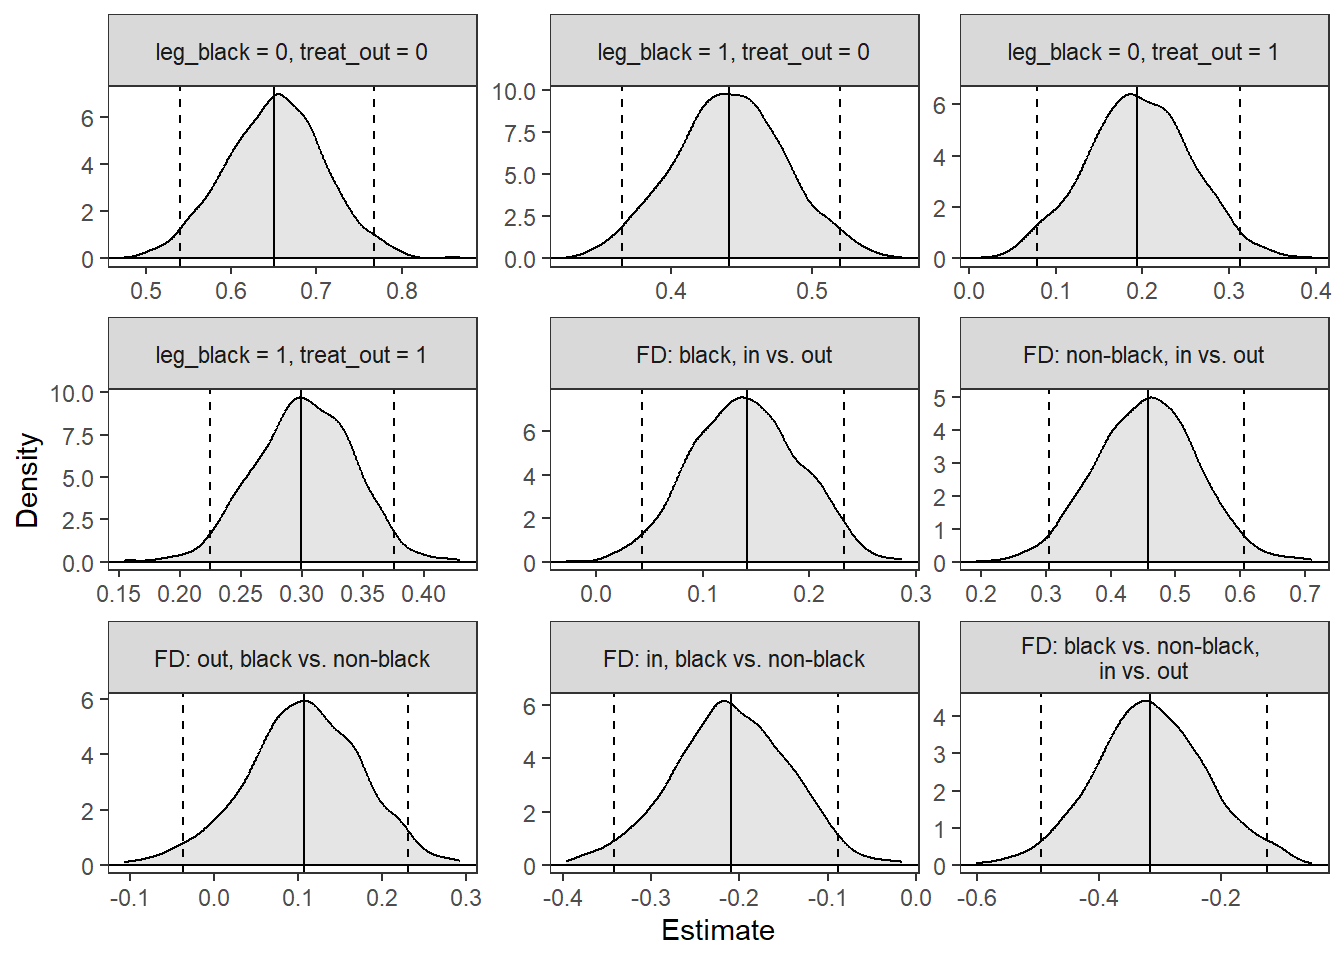 leg_black = 0, treat_out = 0
leg_black = 1, treat_out = 0
leg_black = 0, treat_out = 1
6
4
2
0
0.5 0.6 0.7 0.8
10.0
7.5
5.0
2.5
0.0
0.4 0.5
6
4
2
0
0.0 0.1 0.2 0.3 0.4
leg_black = 1, treat_out = 1
FD: black, in vs. out
FD: non-black, in vs. out
10.0
7.5
5.0
2.5
0.0
0.15 0.20 0.25 0.30 0.35 0.40
6
4
2
0
0.0 0.1 0.2 0.3
5
4
3
2
1
0
0.2 0.3 0.4 0.5 0.6 0.7
FD: out, black vs. non-black
FD: in, black vs. non-black
FD: black vs. non-black,
in vs. out
6
4
2
0
-0.1 0.0 0.1 0.2 0.3
6
4
2
0
-0.4 -0.3 -0.2 -0.1 0.0
4
3
2
1
0
-0.6 -0.4 -0.2
Density
Estimate